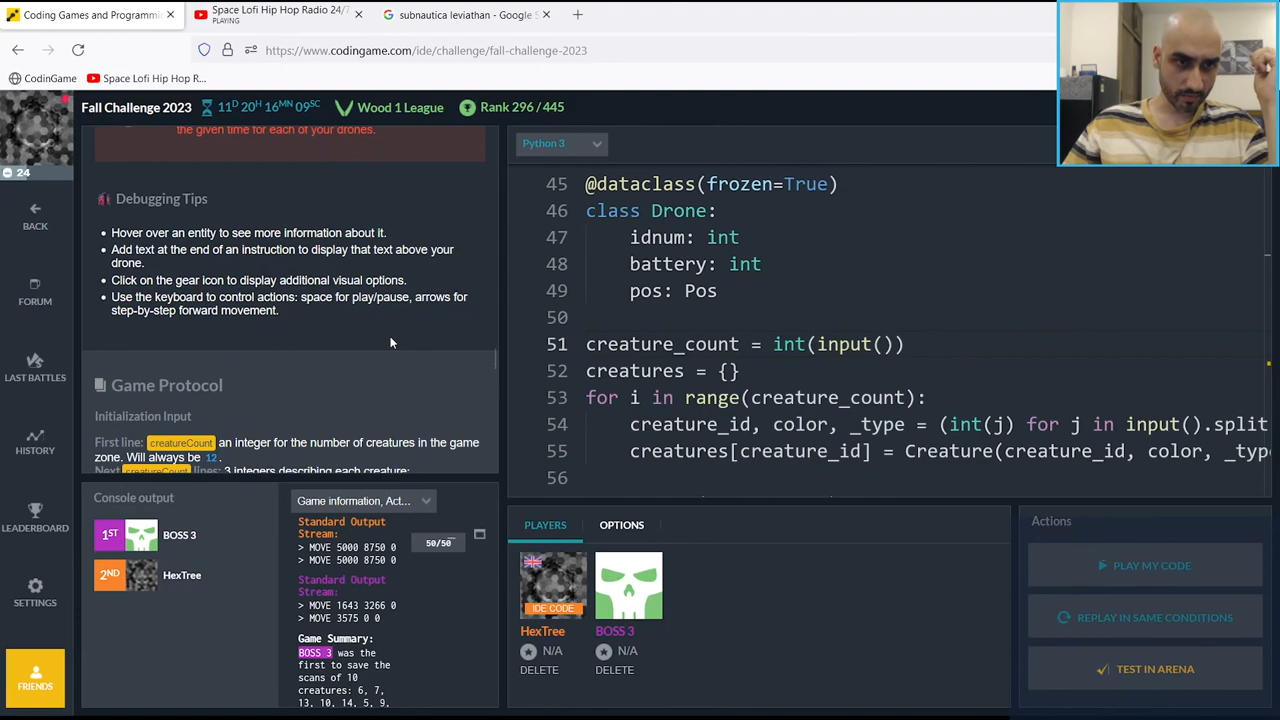 Coding Games and Programmi
Space Lofi Hip Hop Radio 24/7
PLAYING
subnautica leviathan - Google S
https://www.codingame.com/ide/challenge/fall-challenge-2023
CodinGame
Space Lofi Hip Hop R...
Fall Challenge 2023
11D 20H 16MN 09SC
Wood 1 League
Rank 296 / 445
24
BACK
FORUM
LAST BATTLES
HISTORY
LEADERBOARD
SETTINGS
FRIENDS
the given time for each of your drones.
Debugging Tips
• Hover over an entity to see more information about it.
• Add text at the end of an instruction to display that text above your
drone.
• Click on the gear icon to display additional visual options.
• Use the keyboard to control actions: space for play/pause, arrows for
step-by-step forward movement.
Game Protocol
Initialization Input
First line: creatureCount an integer for the number of creatures in the game
zone. Will always be 12.
Next creatureCount lines: 3 integers describing each creature:
Python 3
45 @dataclass(frozen=True)
46 class Drone:
47 idnum: int
48 battery: int
49 pos: Pos
50
51 creature_count = int(input())
52 creatures = {}
53 for i in range(creature_count):
54 creature_id, color, _type = (int(j) for j in input().split
55 creatures[creature_id] = Creature(creature_id, color, _typ
56
Console output
1ST BOSS 3
2ND HexTree
Game information, Act...
Standard Output
Stream:
> MOVE 5000 8750 0
> MOVE 5000 8750 0
Standard Output
Stream:
> MOVE 1643 3266 0
> MOVE 3575 0 0
Game Summary:
BOSS 3 was the
first to save the
scans of 10
creatures: 6, 7,
13, 10, 14, 5, 9,
50/50
PLAYERS
OPTIONS
IDE CODE
HexTree
N/A
DELETE
BOSS 3
N/A
DELETE
Actions
PLAY MY CODE
REPLAY IN SAME CONDITIONS
TEST IN ARENA